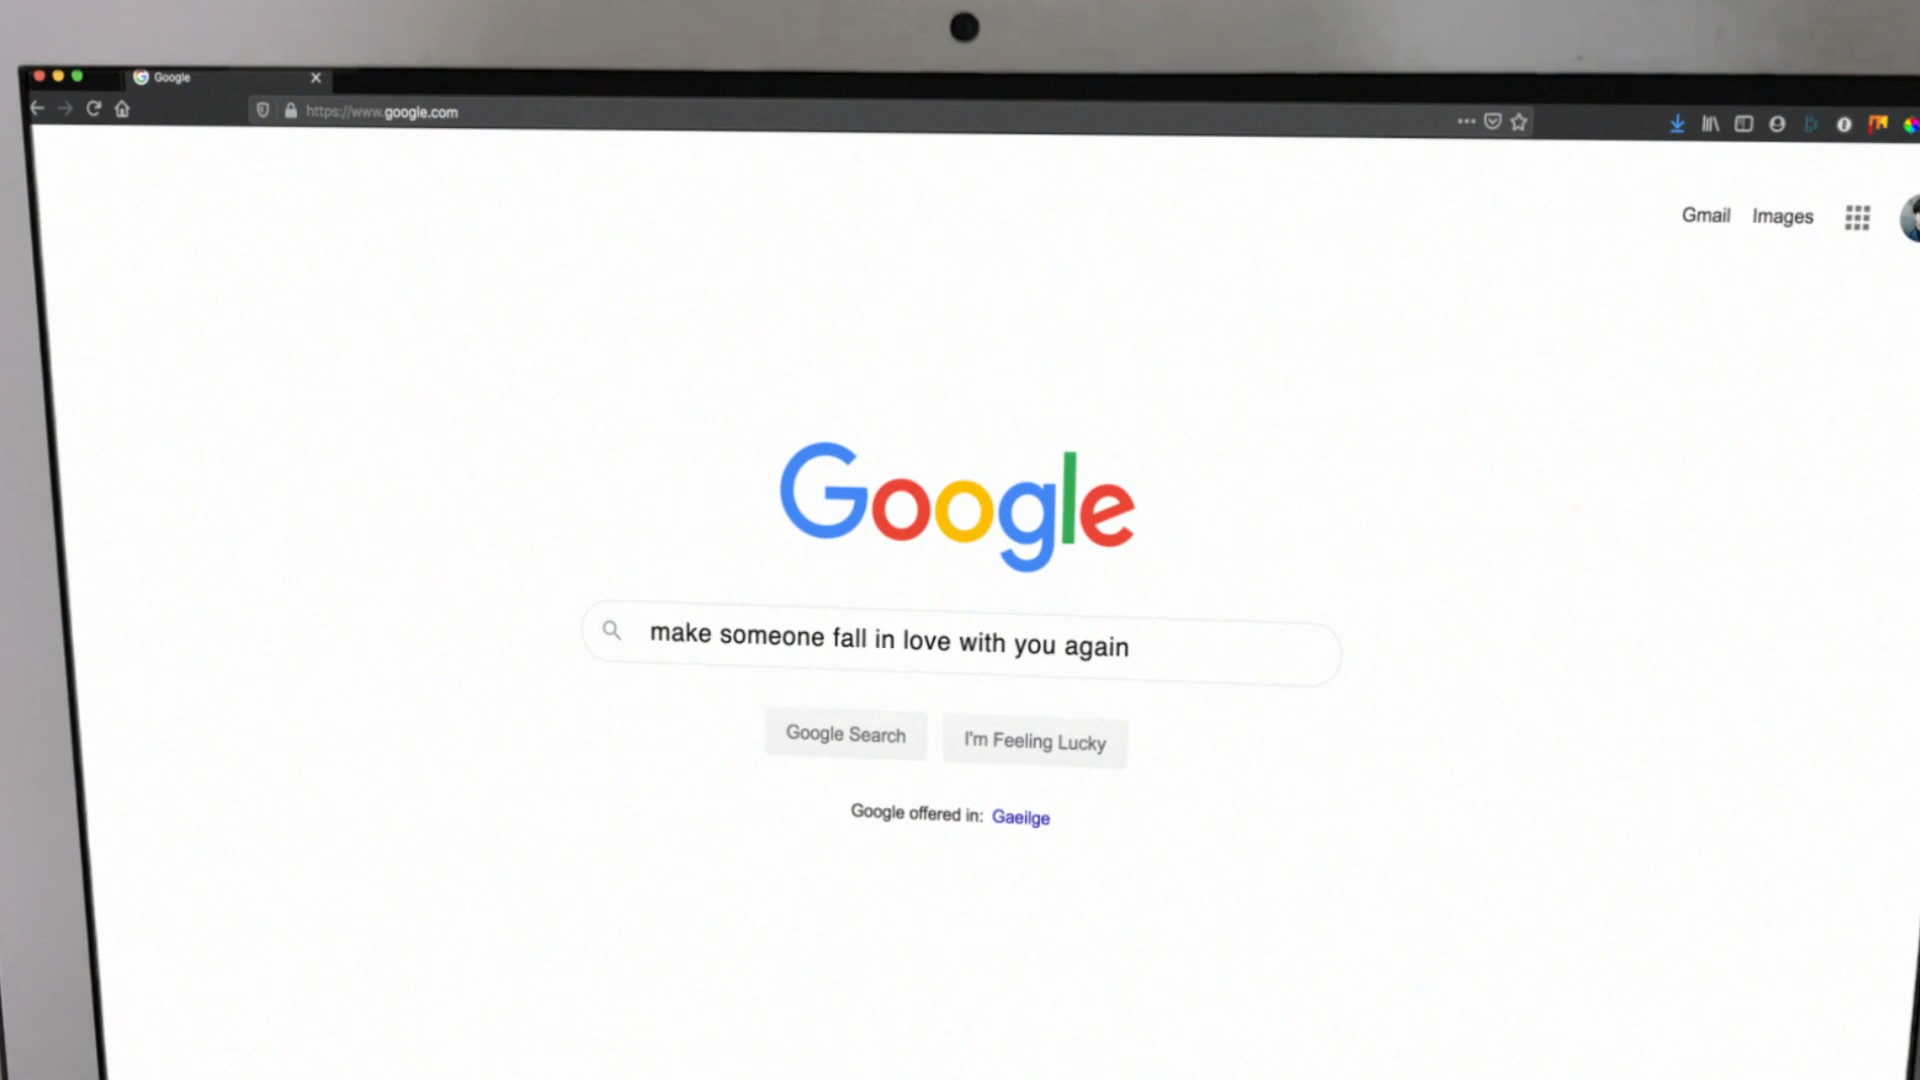 Google
https://www.google.com
Gmail Images
Google
make someone fall in love with you again
Google Search I'm Feeling Lucky
Google offered in: Gaeilge